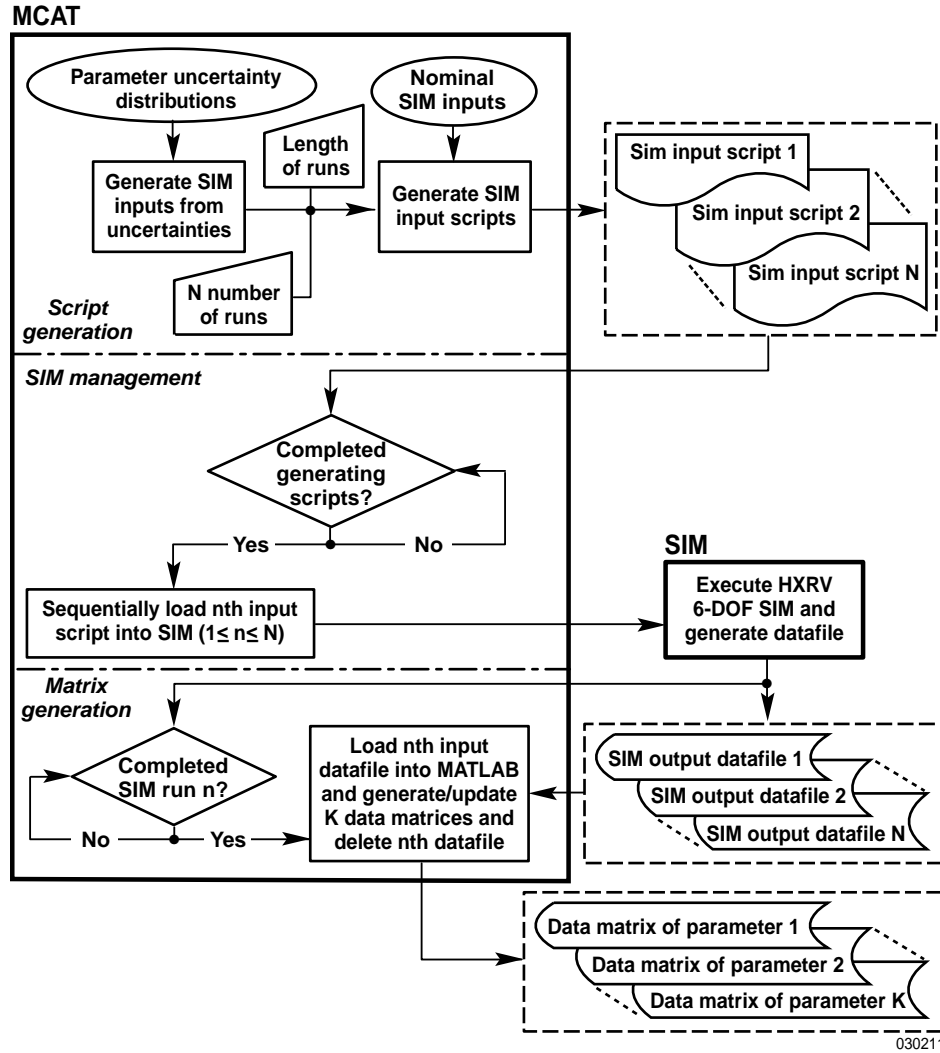 MCAT
Parameter uncertainty
distributions
Nominal
SIM inputs
Length
of runs
Generate SIM
inputs from
uncertainties
Generate SIM
input scripts
N number
of runs
Script
generation
Sim input script 1
Sim input script 2
Sim input script N
SIM management
Completed
generating
scripts?
Yes
No
Sequentially load nth input
script into SIM (1≤ n≤ N)
SIM
Execute HXRV
6-DOF SIM and
generate datafile
Matrix
generation
Completed
SIM run n?
No
Yes
Load nth input
datafile into MATLAB
and generate/update
K data matrices and
delete nth datafile
SIM output datafile 1
SIM output datafile 2
SIM output datafile N
Data matrix of parameter 1
Data matrix of parameter 2
Data matrix of parameter K
030211